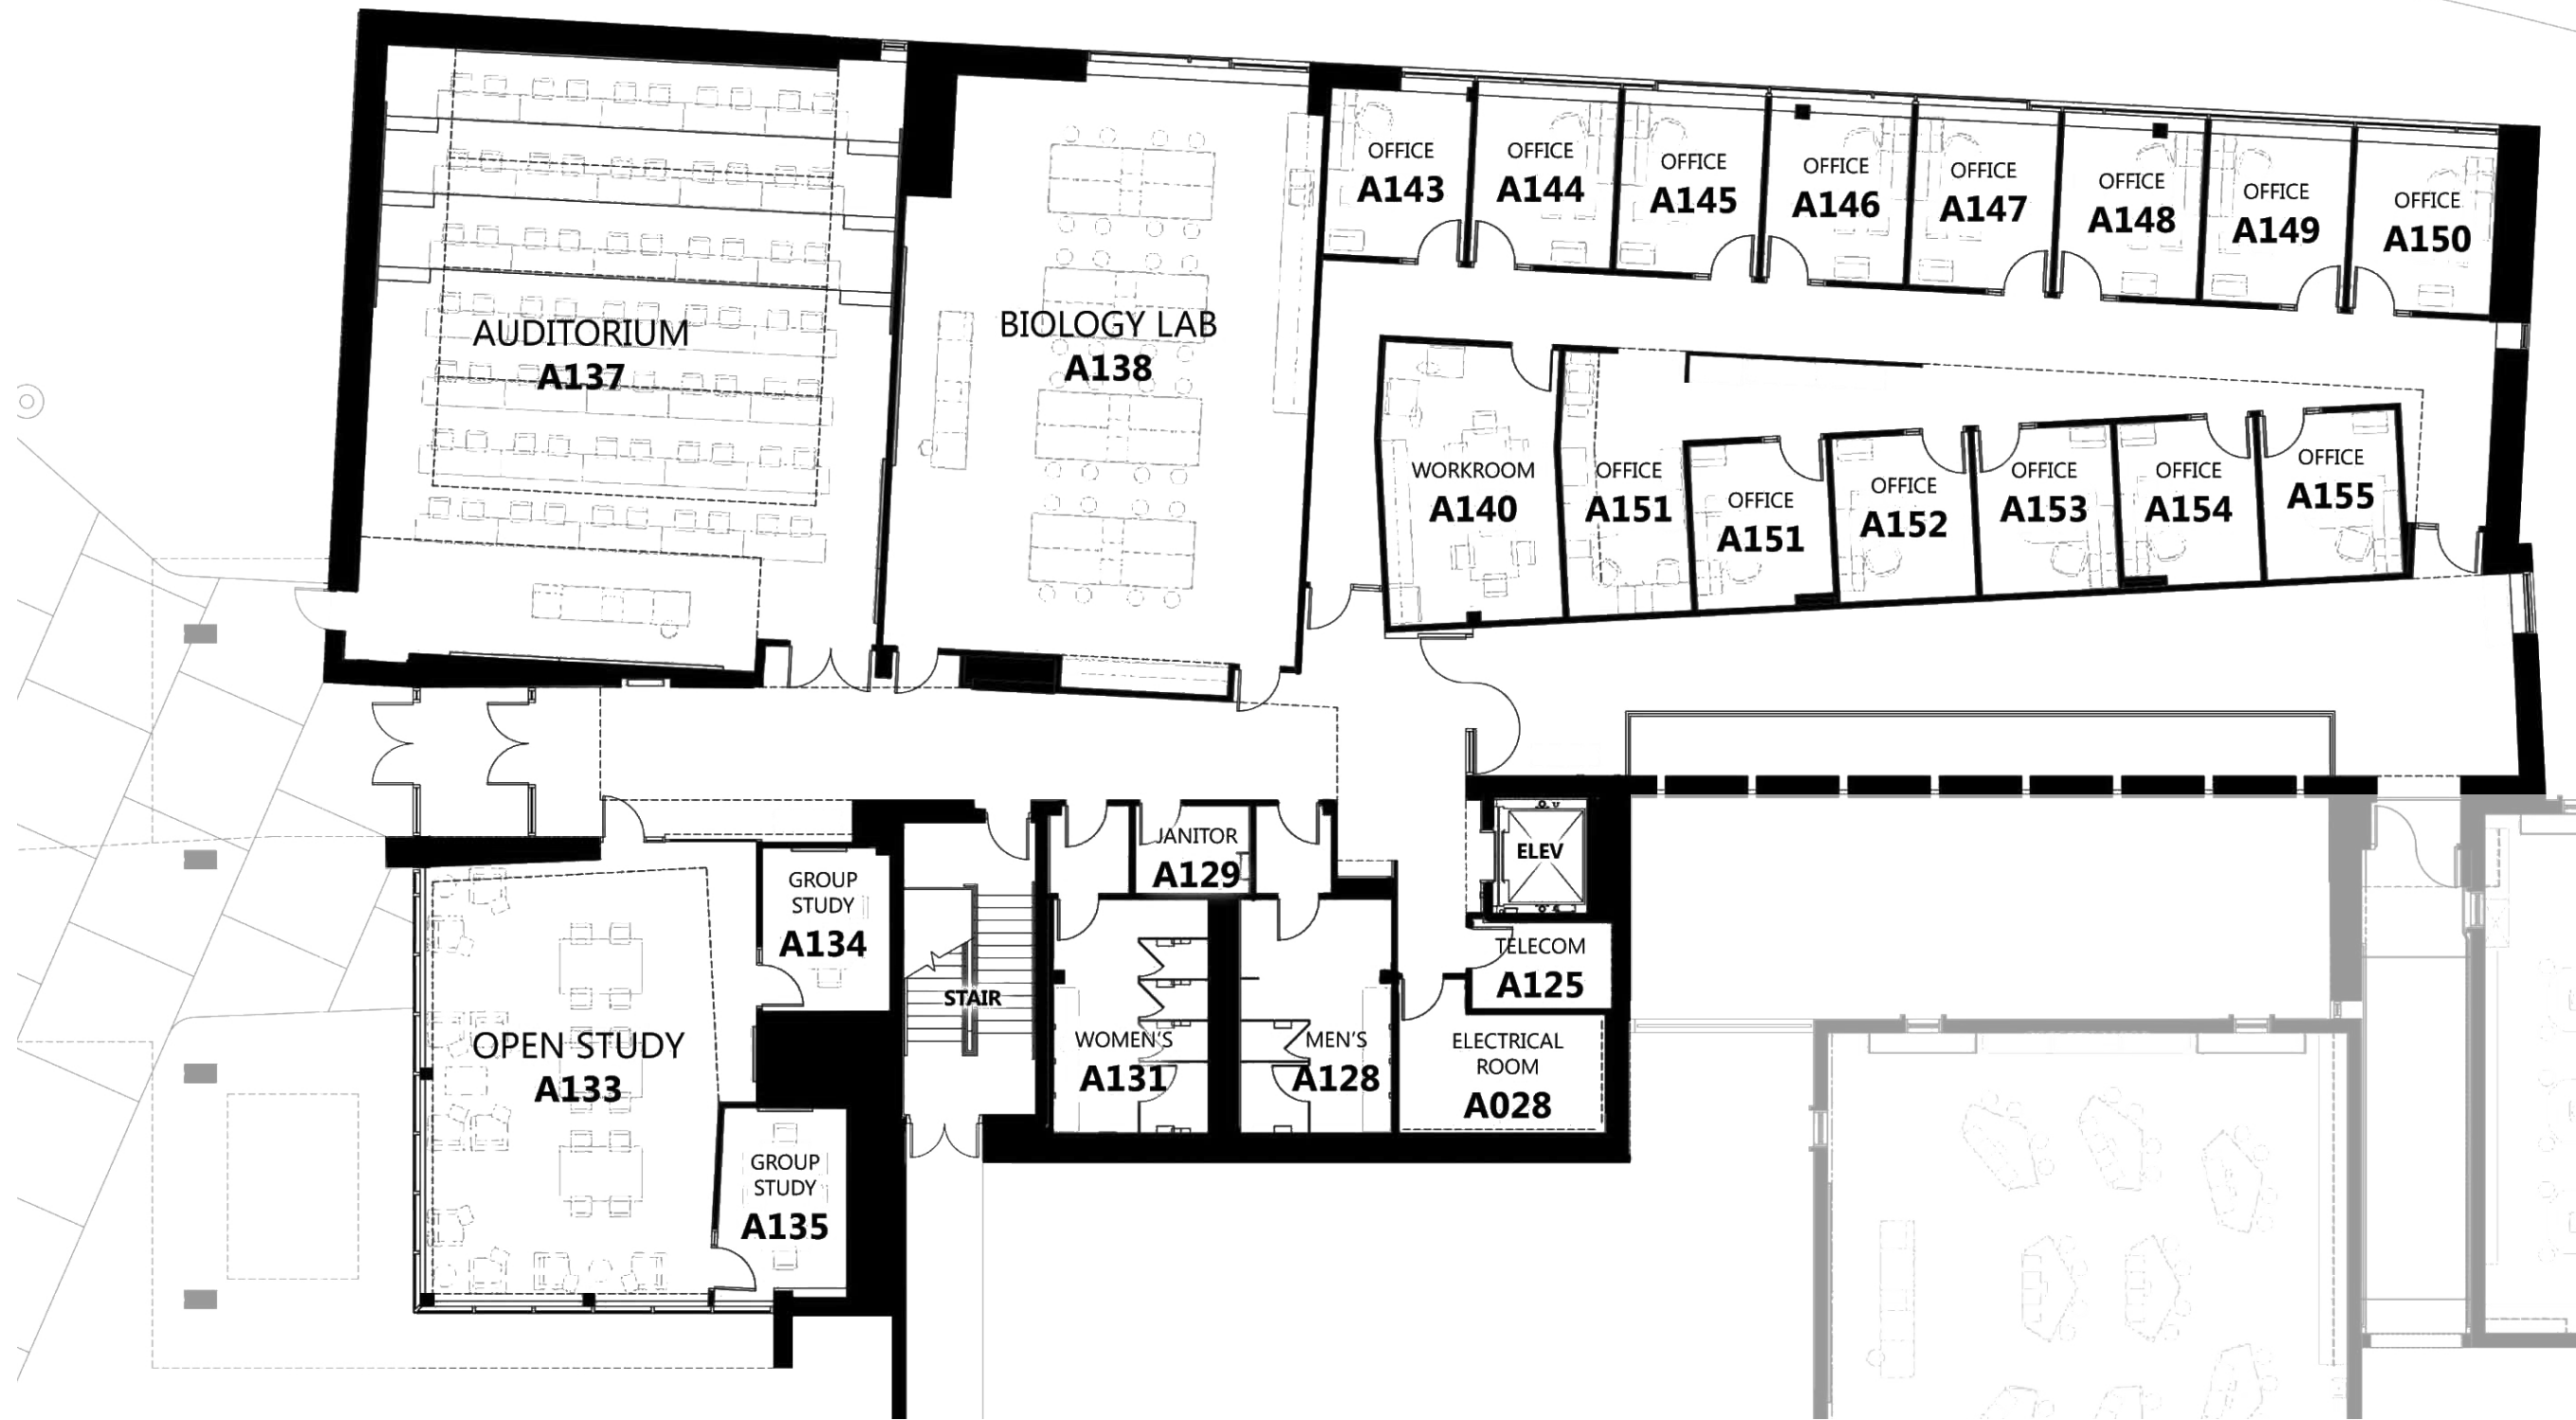 OFFICE
A143
OFFICE
A144
OFFICE
A145
OFFICE
A146
OFFICE
A147
OFFICE
A148
OFFICE
A149
OFFICE
A150
AUDITORIUM
A137
BIOLOGY LAB
A138
WORKROOM
A140
OFFICE
A151
OFFICE
A151
OFFICE
A152
OFFICE
A153
OFFICE
A154
OFFICE
A155
JANITOR
A129
ELEV
GROUP
STUDY
A134
TELECOM
A125
STAIR
OPEN STUDY
A133
WOMEN'S
A131
MEN'S
A128
ELECTRICAL
ROOM
A028
GROUP
STUDY
A135